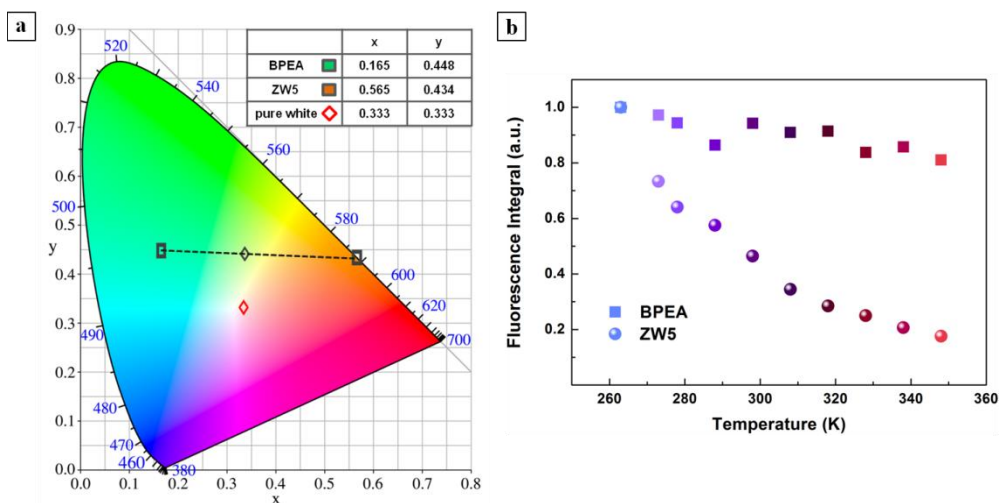 a
0.9
0.8
0.7
0.6
0.5
y
0.4
0.3
0.2
0.1
0.0
0.0 0.1 0.2 0.3 0.4 0.5 0.6 0.7 0.8
x
520
540
560
580
600
620
700
500
490
480
470
460
380
x y
BPEA 0.165 0.448
ZW5 0.565 0.434
pure white 0.333 0.333
b
Fluorescence Integral (a.u.)
1.0
0.8
0.6
0.4
0.2
BPEA
ZW5
260 280 300 320 340 360
Temperature (K)